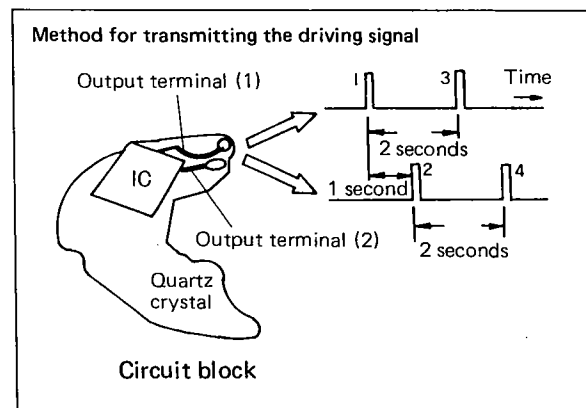 Method for transmitting the driving signal
Output terminal (1)
1
3
Time
2 seconds
IC
1 second
2
4
Output terminal (2)
2 seconds
Quartz
crystal
Circuit block